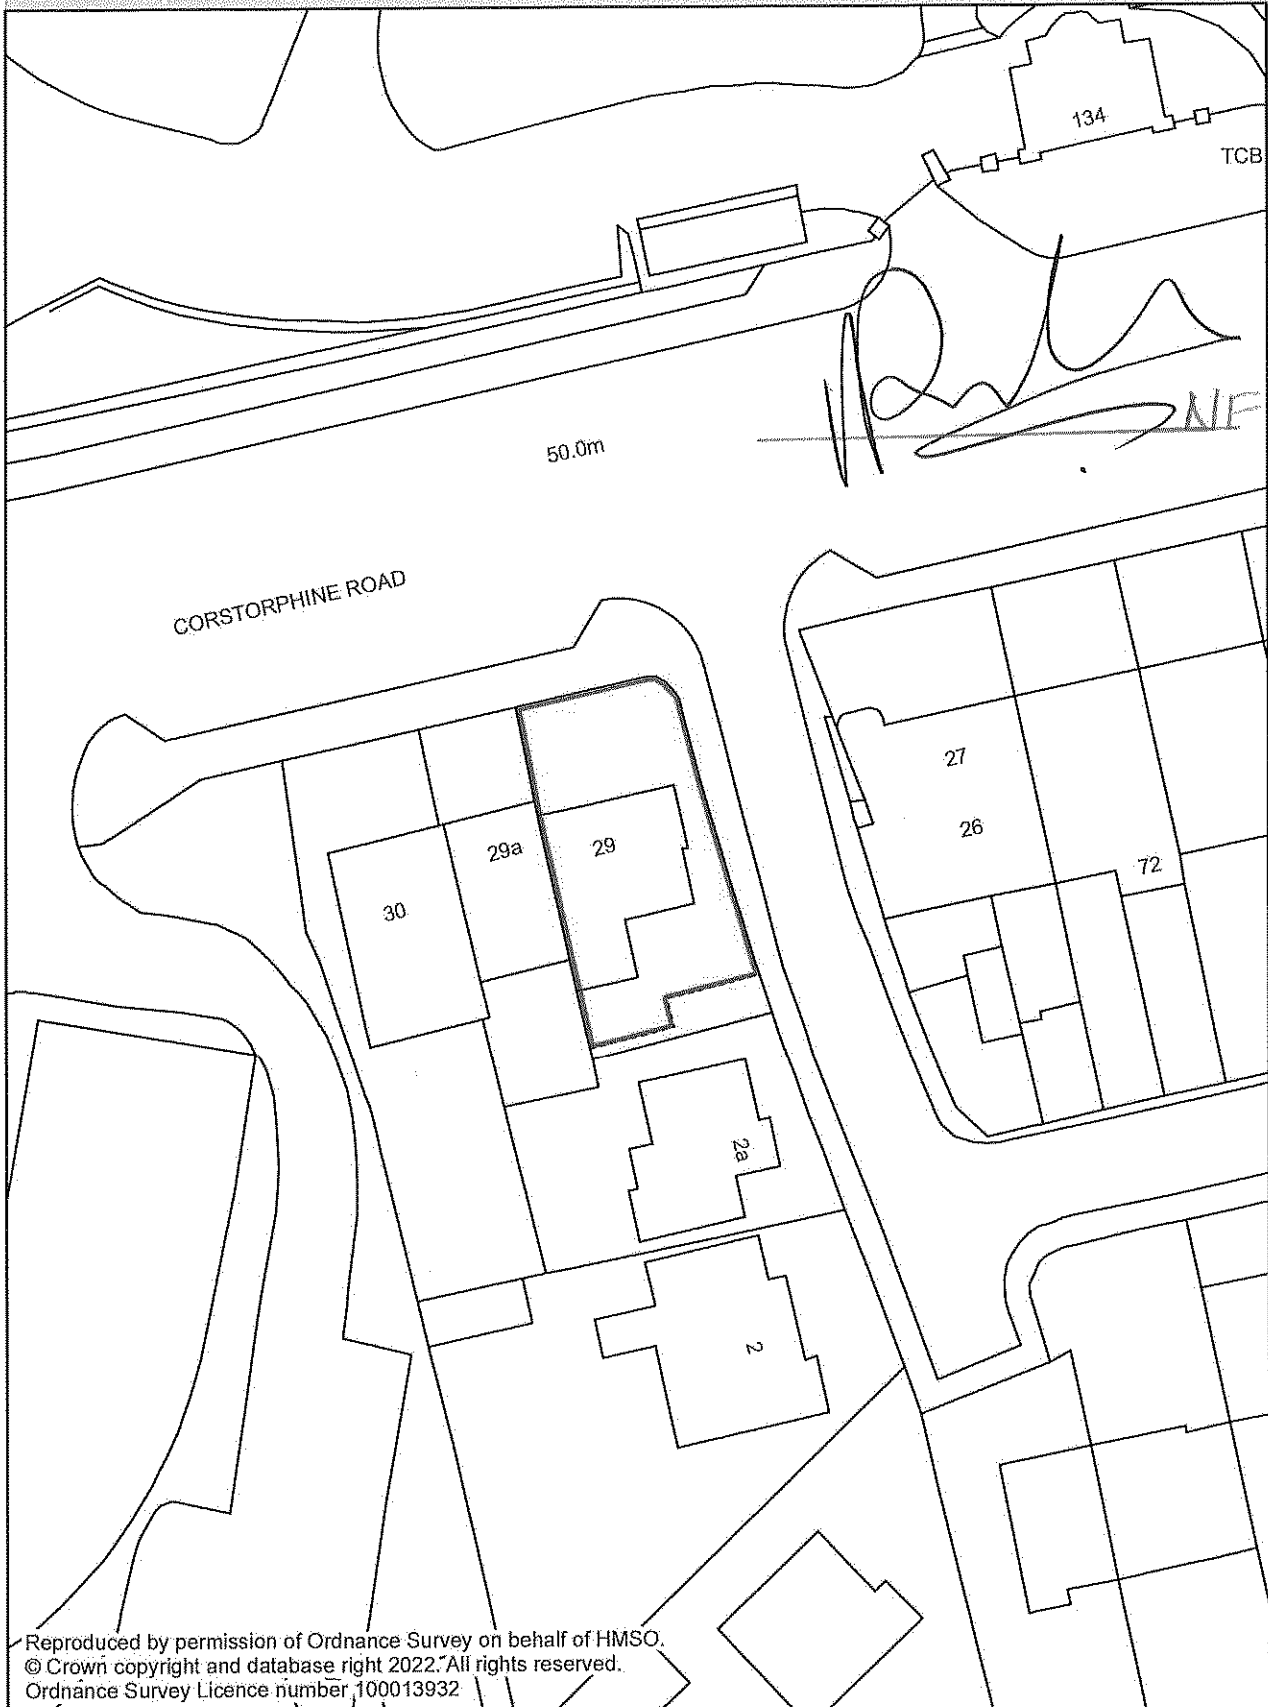 134
TCB
50.0m
NF
CORSTORPHINE ROAD
27
26
72
29a
29
30
2a
2
Reproduced by permission of Ordnance Survey on behalf of HMSO.
© Crown copyright and database right 2022. All rights reserved.
Ordnance Survey Licence number 100013932